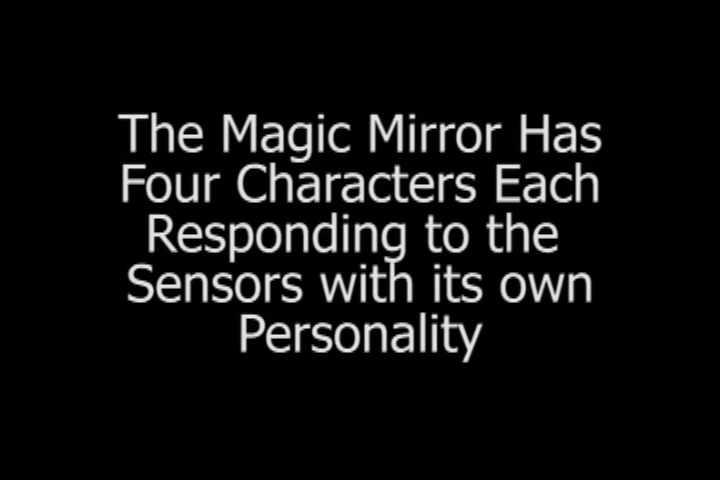 The Magic Mirror Has
Four Characters Each
Responding to the
Sensors with its own
Personality